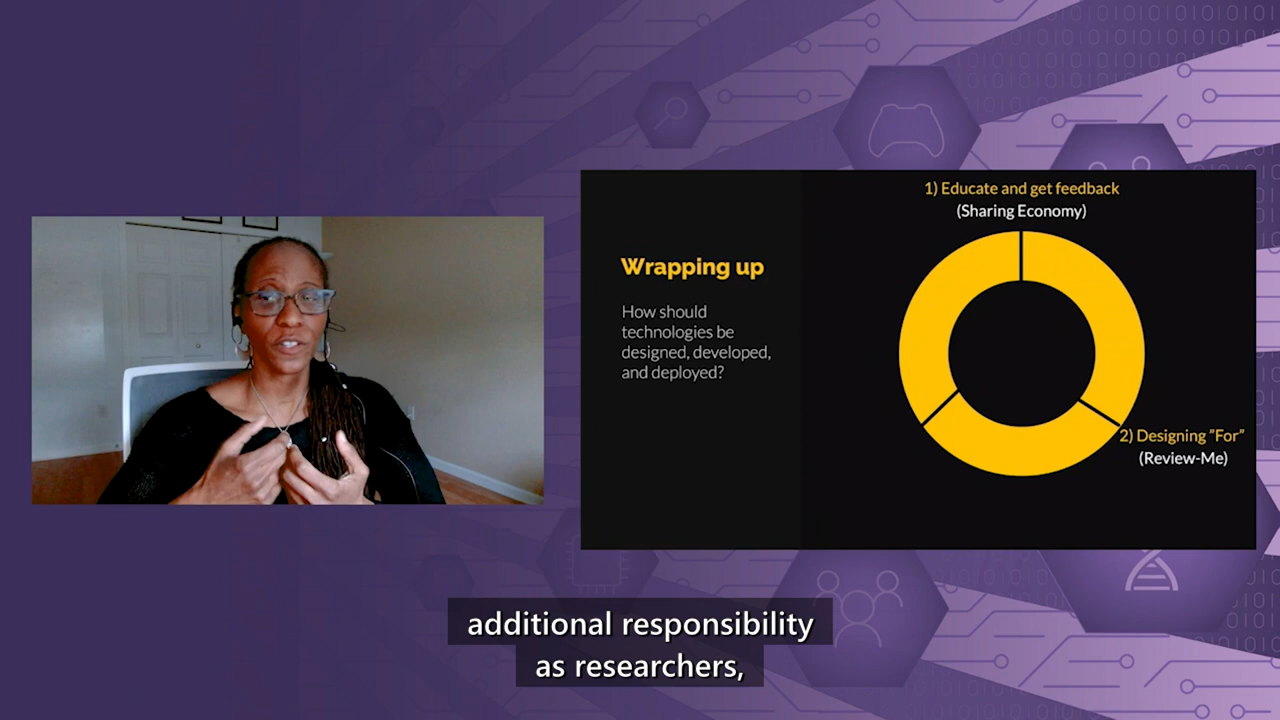 1) Educate and get feedback
(Sharing Economy)
Wrapping up
How should
technologies be
designed, developed,
and deployed?
2) Designing ”For”
(Review-Me)
additional responsibility
as researchers,